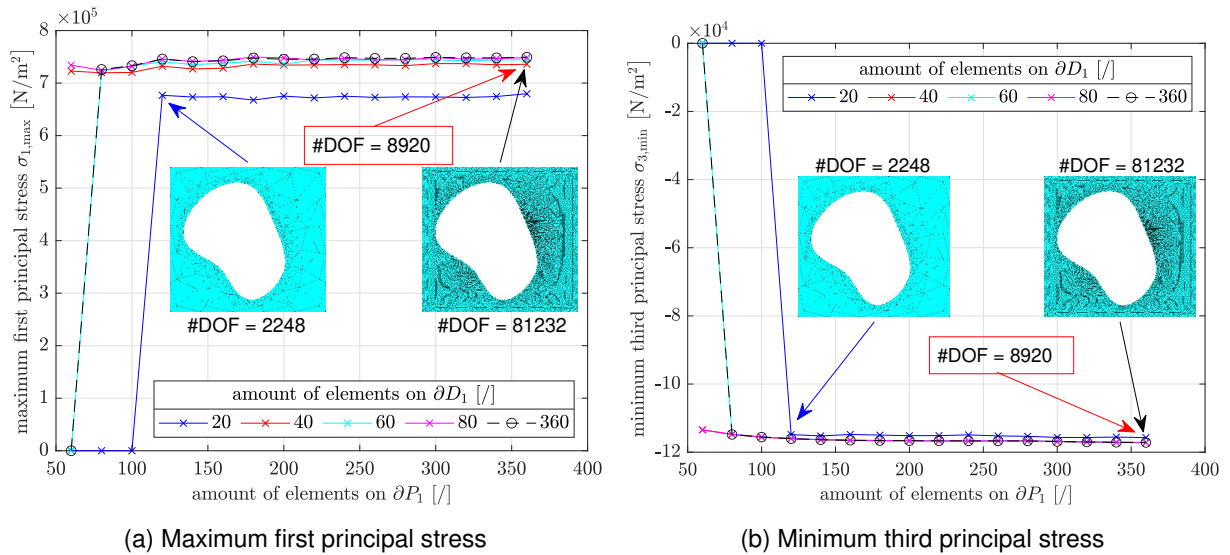 ×10⁵
8
7
6
5
4
3
2
1
0
maximum first principal stress σ₁,max [N/m²]
#DOF = 8920
#DOF = 2248
#DOF = 81232
amount of elements on ∂D₁ [/]
20 40 60 80 360
50 100 150 200 250 300 350 400
amount of elements on ∂P₁ [/]
(a) Maximum first principal stress
×10⁴
0
-2
-4
-6
-8
-10
-12
minimum third principal stress σ₃,min [N/m²]
amount of elements on ∂D₁ [/]
20 40 60 80 360
#DOF = 2248
#DOF = 81232
#DOF = 8920
50 100 150 200 250 300 350 400
amount of elements on ∂P₁ [/]
(b) Minimum third principal stress